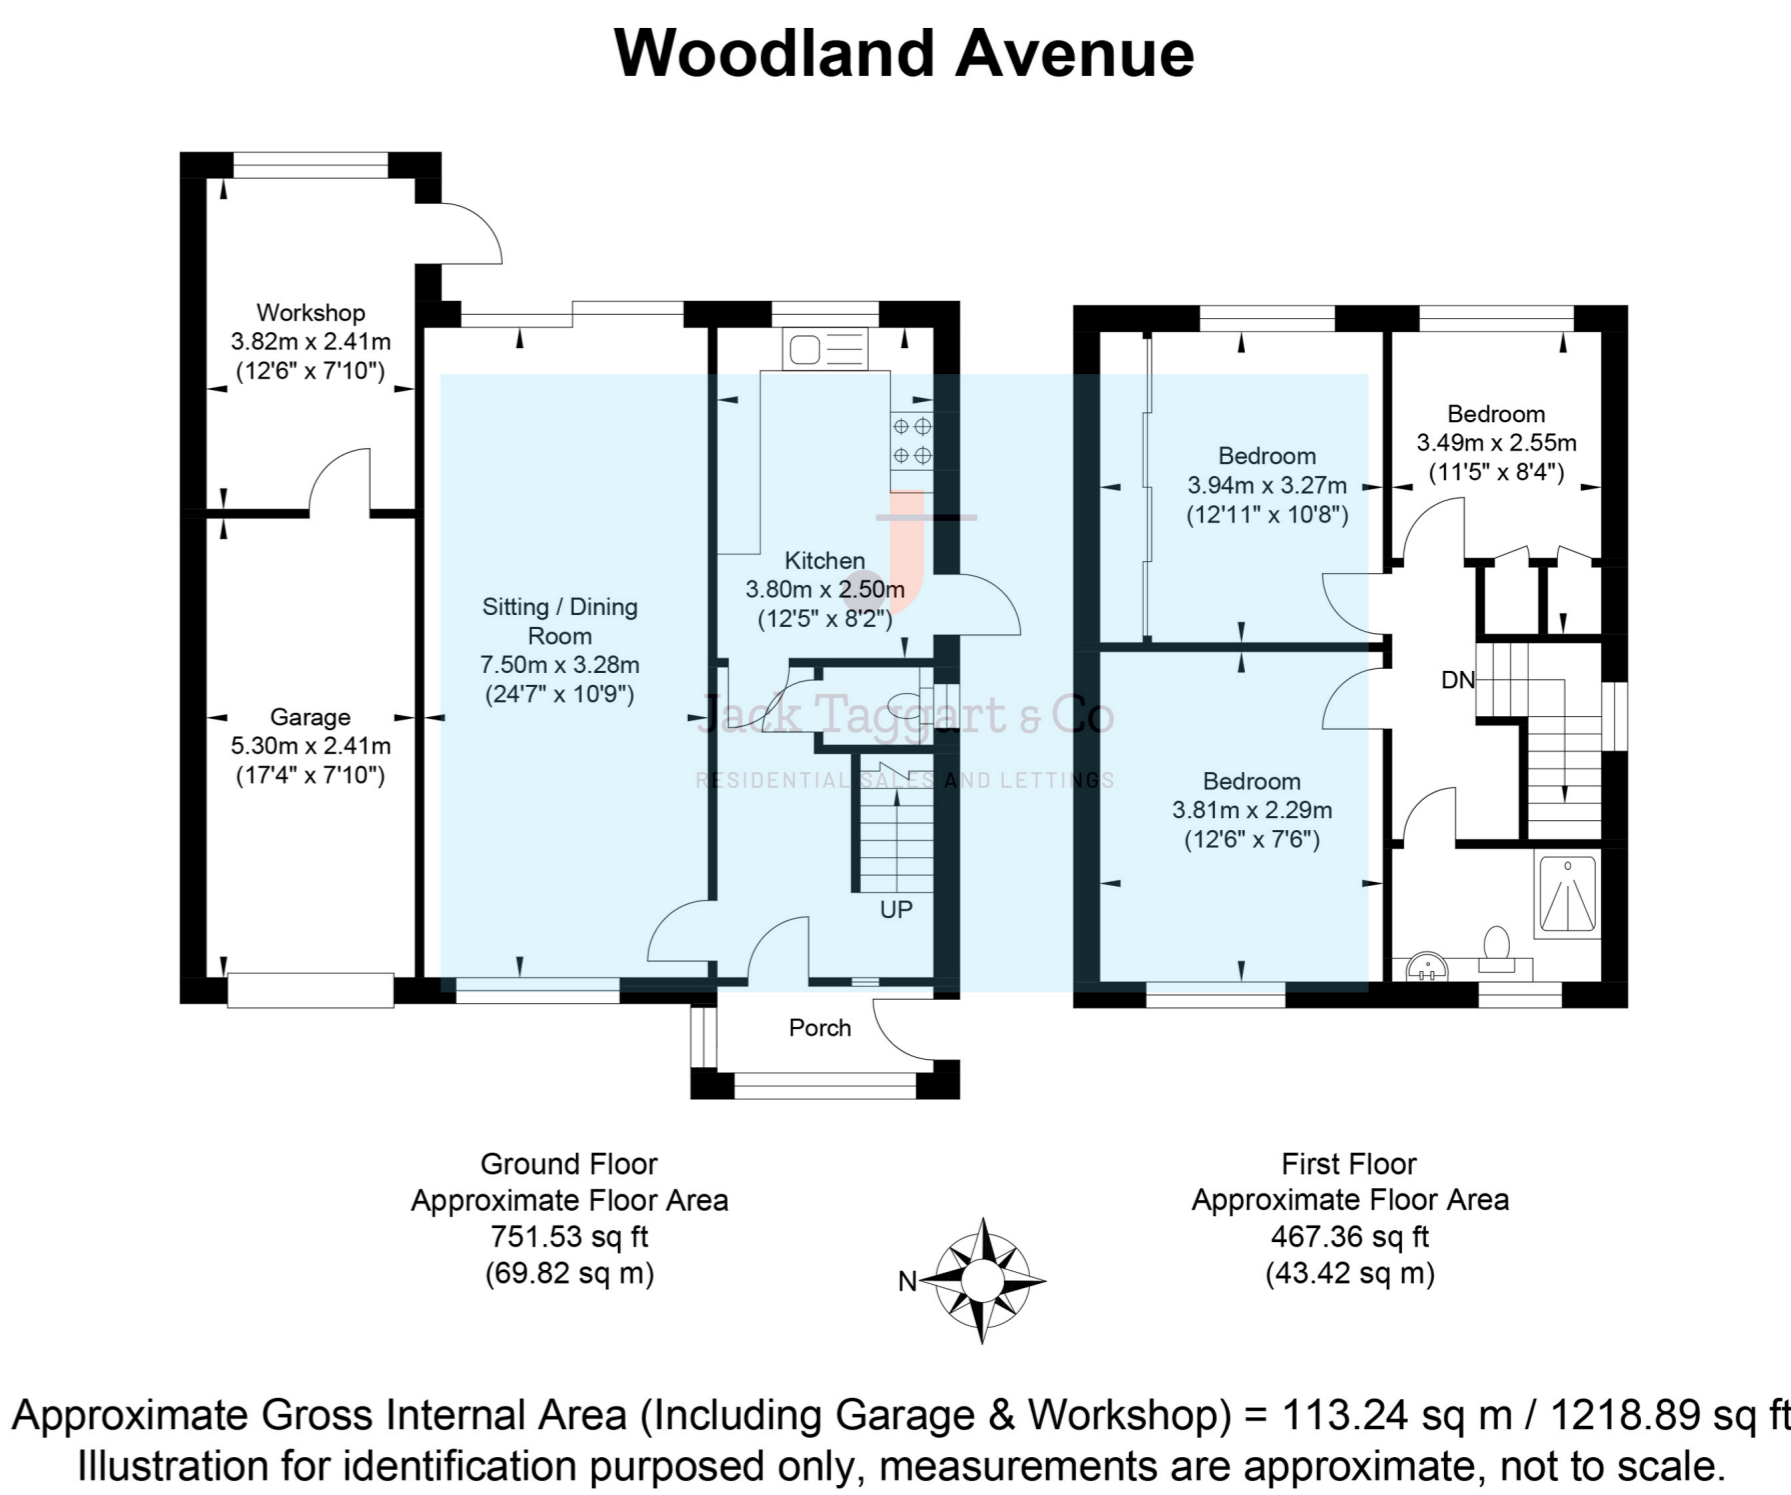 Woodland Avenue
Workshop
3.82m x 2.41m
(12'6" x 7'10")
Garage
5.30m x 2.41m
(17'4" x 7'10")
Sitting / Dining
Room
7.50m x 3.28m
(24'7" x 10'9")
Kitchen
3.80m x 2.50m
(12'5" x 8'2")
UP
Porch
Bedroom
3.94m x 3.27m
(12'11" x 10'8")
Bedroom
3.49m x 2.55m
(11'5" x 8'4")
DN
Bedroom
3.81m x 2.29m
(12'6" x 7'6")
Jack Taggart & Co
RESIDENTIAL SALES AND LETTINGS
Ground Floor
Approximate Floor Area
751.53 sq ft
(69.82 sq m)
N
First Floor
Approximate Floor Area
467.36 sq ft
(43.42 sq m)
Approximate Gross Internal Area (Including Garage & Workshop) = 113.24 sq m / 1218.89 sq ft
Illustration for identification purposed only, measurements are approximate, not to scale.